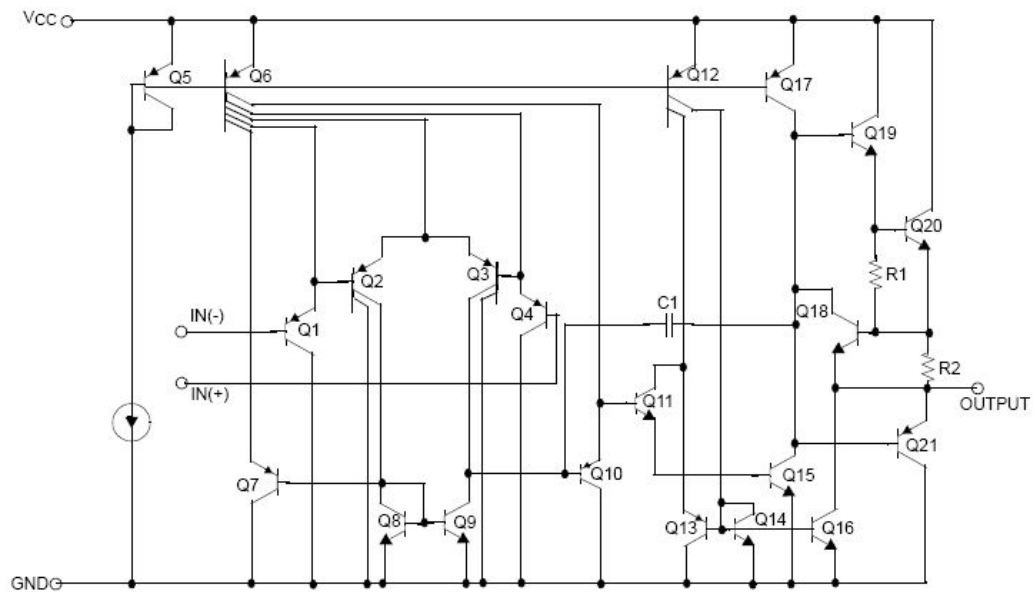 VCC
Q5
Q6
Q12
Q17
Q19
Q20
Q2
Q3
Q4
R1
C1
Q18
IN(-)
Q1
R2
IN(+)
OUTPUT
Q11
Q21
Q7
Q10
Q15
Q8
Q9
Q13
Q14
Q16
GND